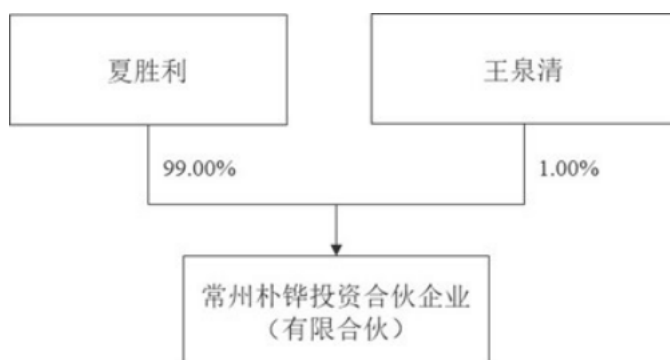 夏胜利
王泉清
99.00%
1.00%
常州朴铧投资合伙企业
（有限合伙）